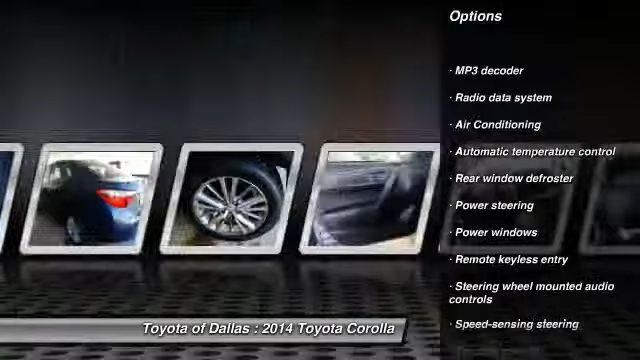 Options
· MP3 decoder
· Radio data system
· Air Conditioning
· Automatic temperature control
· Rear window defroster
· Power steering
· Power windows
· Remote keyless entry
· Steering wheel mounted audio
controls
· Speed-sensing steering
Toyota of Dallas : 2014 Toyota Corolla